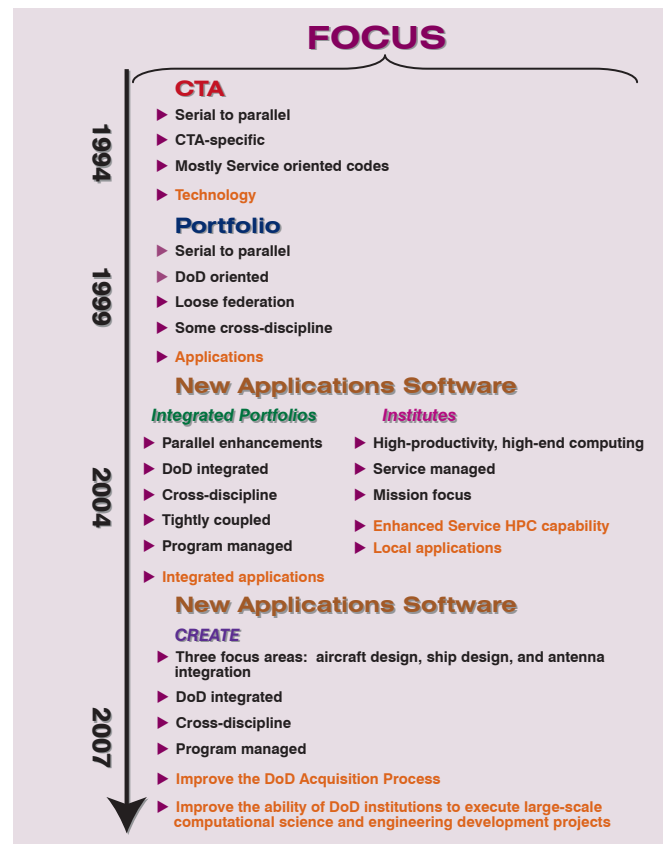 FOCUS
1994
CTA
Serial to parallel
CTA-specific
Mostly Service oriented codes
Technology
1999
Portfolio
Serial to parallel
DoD oriented
Loose federation
Some cross-discipline
Applications
2004
New Applications Software
Integrated Portfolios
Parallel enhancements
DoD integrated
Cross-discipline
Tightly coupled
Program managed
Integrated applications
Institutes
High-productivity, high-end computing
Service managed
Mission focus
Enhanced Service HPC capability
Local applications
2007
New Applications Software
CREATE
Three focus areas: aircraft design, ship design, and antenna
integration
DoD integrated
Cross-discipline
Program managed
Improve the DoD Acquisition Process
Improve the ability of DoD institutions to execute large-scale
computational science and engineering development projects